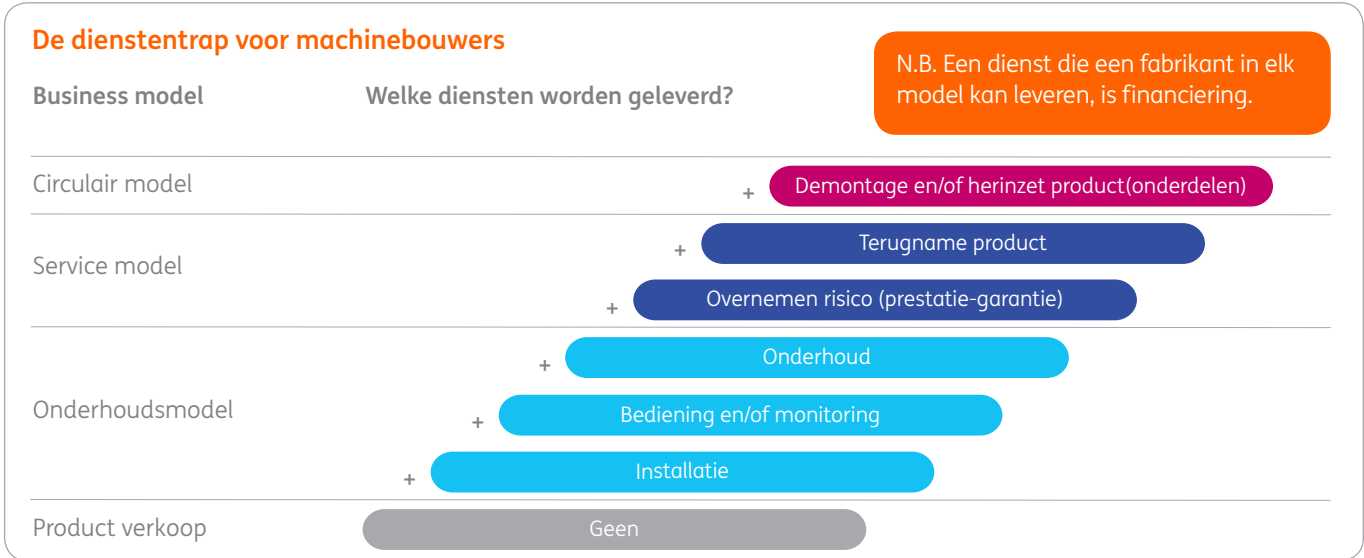 De dienstentrap voor machinebouwers
N.B. Een dienst die een fabrikant in elk
model kan leveren, is financiering.
Business model
Welke diensten worden geleverd?
Circulair model
+ Demontage en/of herinzet product(onderdelen)
Service model
+ Terugname product
+ Overnemen risico (prestatie-garantie)
Onderhoudsmodel
+ Onderhoud
+ Bediening en/of monitoring
+ Installatie
Product verkoop
Geen